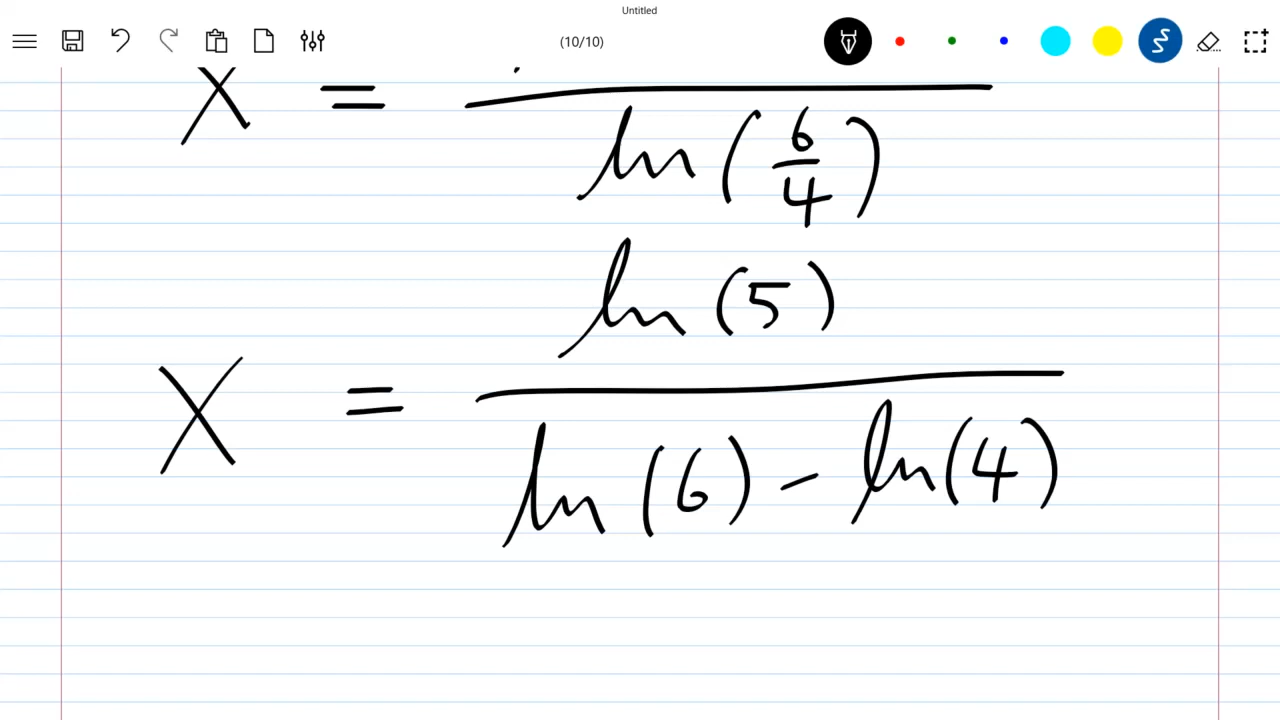 Untitled
(10/10)
X = ――― / ln(6/4)
X = ln(5) / ln(6) - ln(4)